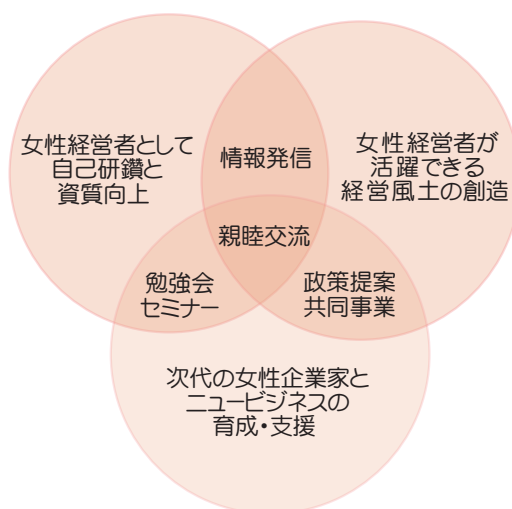 女性経営者として
自己研鑽と
資質向上
情報発信
女性経営者が
活躍できる
経営風土の創造
親睦交流
勉強会
セミナー
政策提案
共同事業
次代の女性企業家と
ニュービジネスの
育成・支援